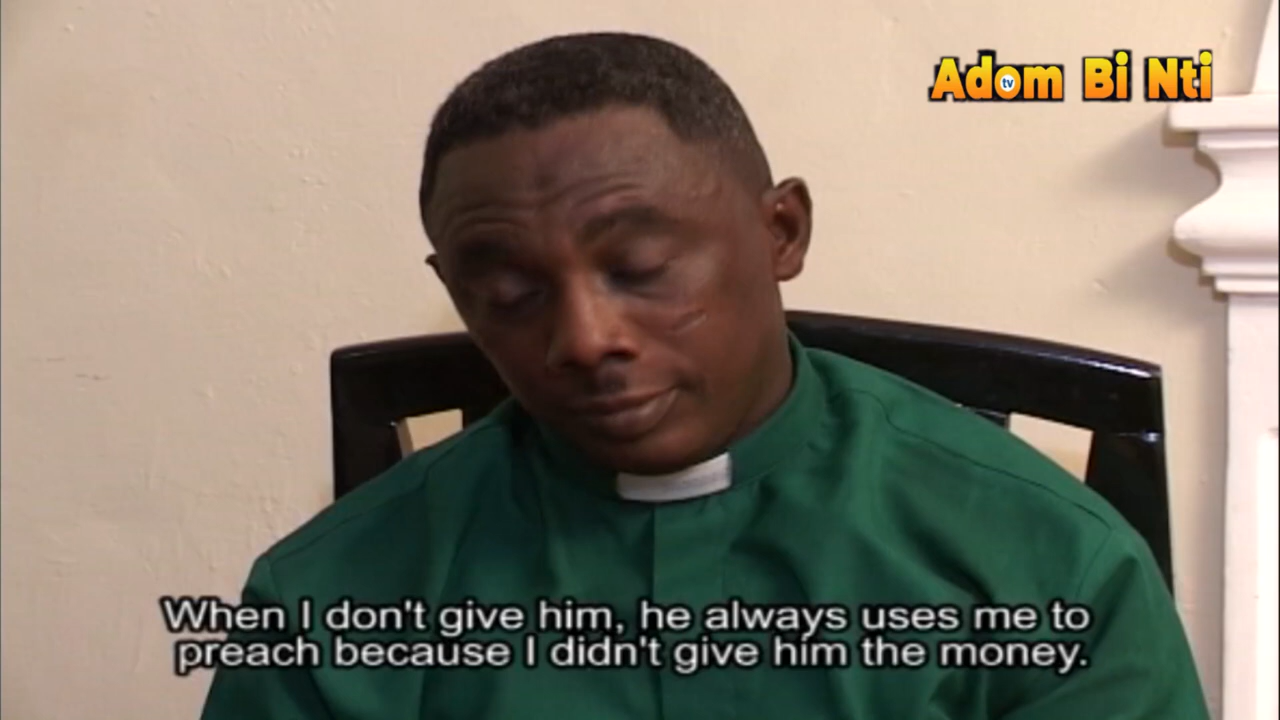 Adom Bi Nti
tv
When I don't give him, he always uses me to
preach because I didn't give him the money.